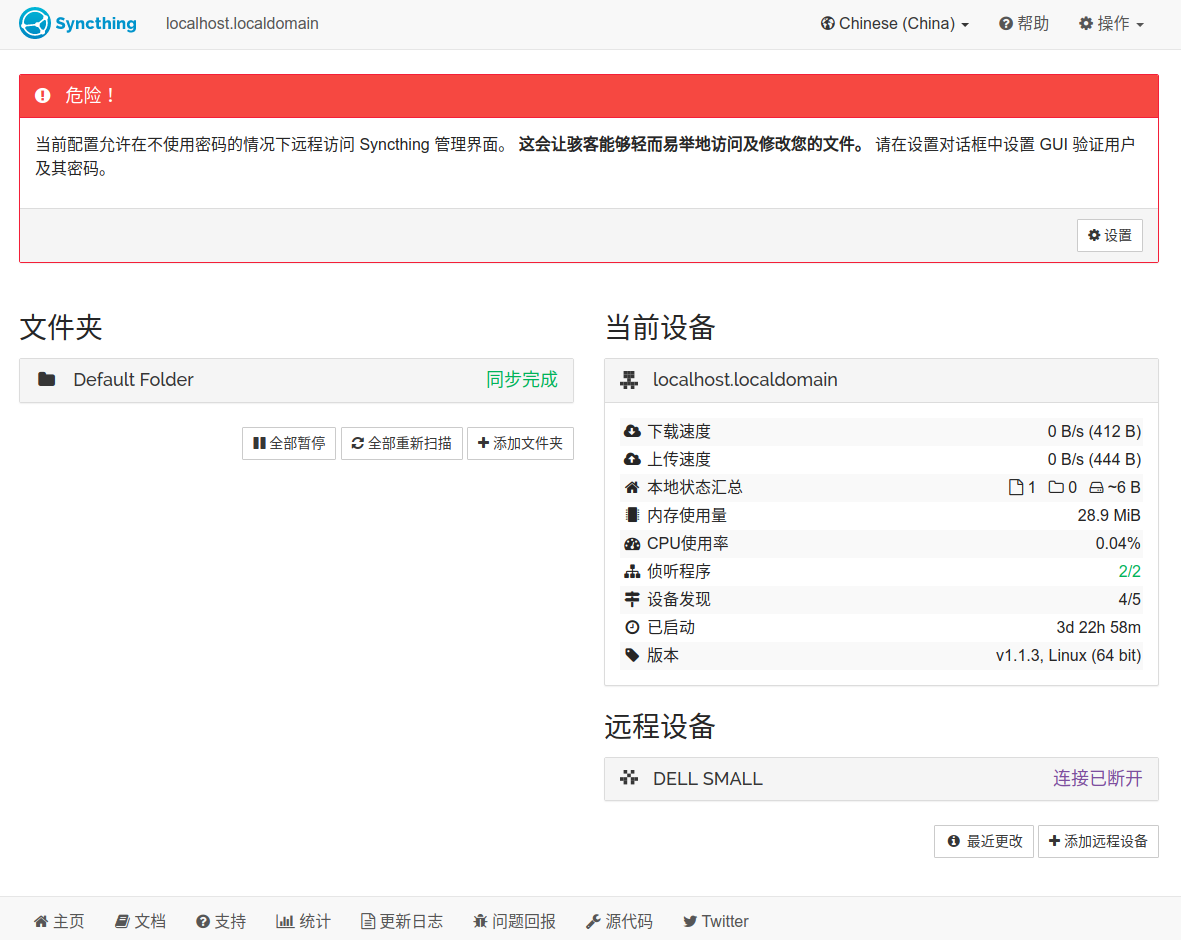 Syncthing localhost.localdomain Chinese (China) 帮助 操作
危险！
当前配置允许在不使用密码的情况下远程访问 Syncthing 管理界面。 这会让骇客能够轻而易举地访问及修改您的文件。 请在设置对话框中设置 GUI 验证用户
及其密码。
设置
文件夹
Default Folder 同步完成
全部暂停 全部重新扫描 添加文件夹
当前设备
localhost.localdomain
下载速度 0 B/s (412 B)
上传速度 0 B/s (444 B)
本地状态汇总 1 0 ~6 B
内存使用量 28.9 MiB
CPU使用率 0.04%
侦听程序 2/2
设备发现 4/5
已启动 3d 22h 58m
版本 v1.1.3, Linux (64 bit)
远程设备
DELL SMALL 连接已断开
最近更改 添加远程设备
主页 文档 支持 统计 更新日志 问题回报 源代码 Twitter